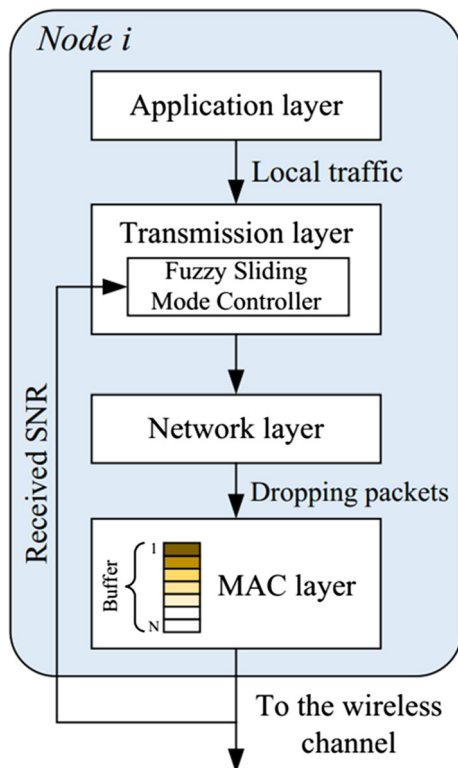 Node i
Application layer
Local traffic
Transmission layer
Fuzzy Sliding
Mode Controller
Received SNR
Network layer
Dropping packets
1
Buffer
N
MAC layer
To the wireless
channel